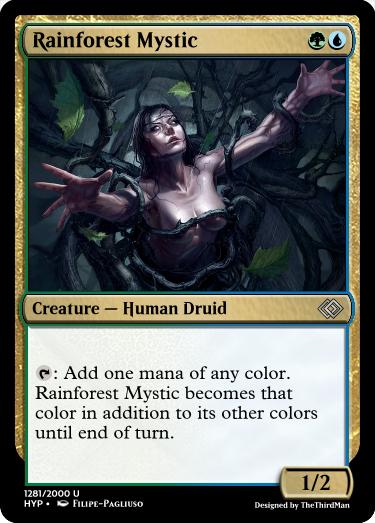 Rainforest Mystic
Creature — Human Druid
: Add one mana of any color.
Rainforest Mystic becomes that
color in addition to its other colors
until end of turn.
1/2
1281/2000 U
HYP • Filipe-Pagliuso
Designed by TheThirdMan